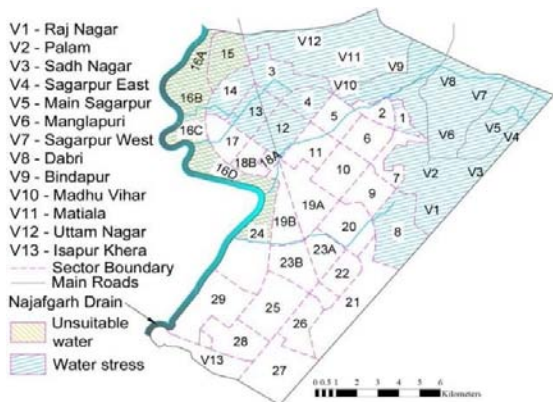 V1 - Raj Nagar
V2 - Palam
V3 - Sadh Nagar
V4 - Sagarpur East
V5 - Main Sagarpur
V6 - Manglapuri
V7 - Sagarpur West
V8 - Dabri
V9 - Bindapur
V10 - Madhu Vihar
V11 - Matiala
V12 - Uttam Nagar
V13 - Isapur Khera
Sector Boundary
Main Roads
Najafgarh Drain
Unsuitable
water
Water stress
16A
15
V12
V11
V9
3
V10
V8
V7
14
16B
13
4
5
2
1
V6
V5
V4
16C
17
12
6
18B
18A
11
10
7
V2
V3
16D
9
V1
24
19B
19A
20
8
23A
23B
22
21
29
25
26
28
V13
27
0 0.5 1 2 3 4 5 6
Kilometers